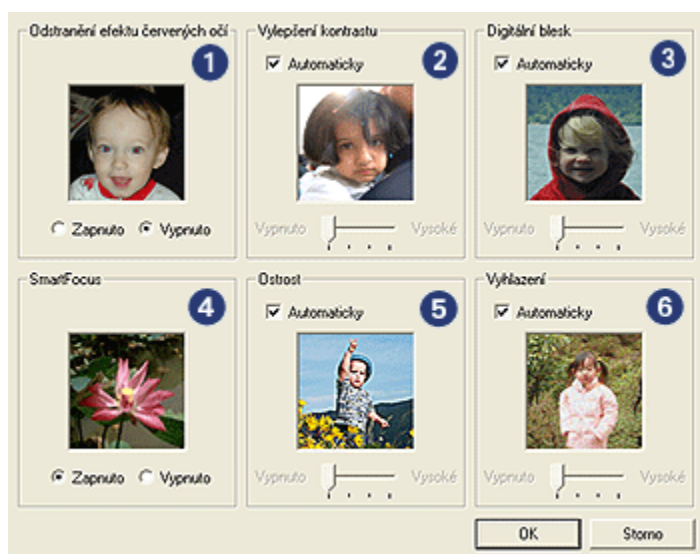 Odstranění efektu červených očí
1
Zapnuto Vypnuto
Vylepšení kontrastu
Automaticky
2
Vypnuto Vysoké
Digitální blesk
Automaticky
3
Vypnuto Vysoké
SmartFocus
4
Zapnuto Vypnuto
Ostrost
Automaticky
5
Vypnuto Vysoké
Vyhlazení
Automaticky
6
Vypnuto Vysoké
OK Storno